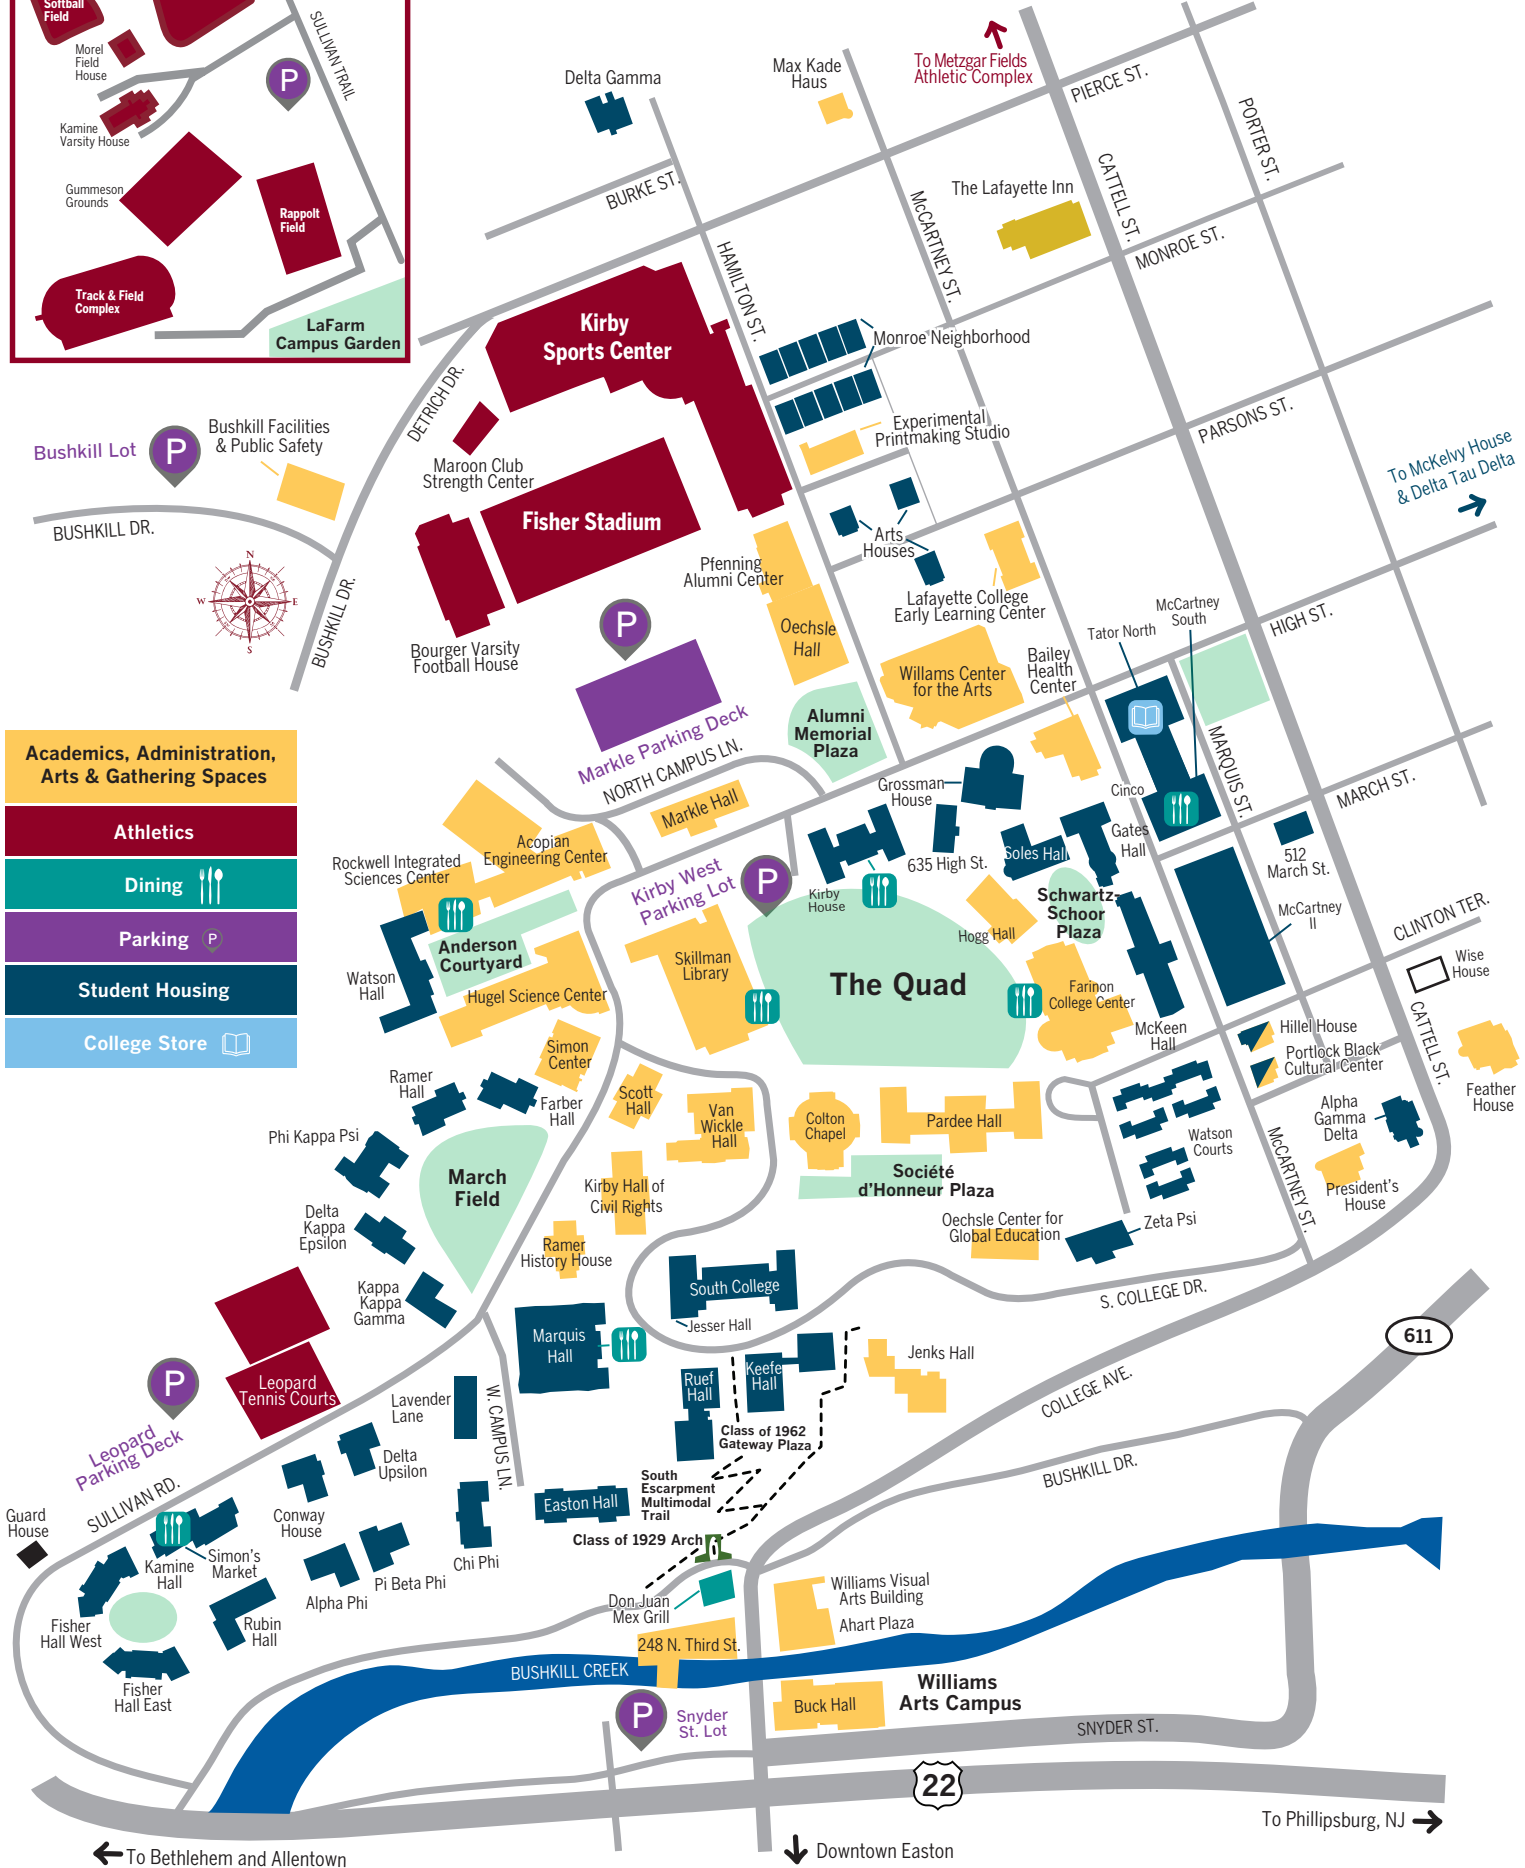 Softball
Field
Morel
Field
House
Kamine
Varsity House
Gummeson
Grounds
Rappolt
Field
Track & Field
Complex
LaFarm
Campus Garden
SULLIVAN TRAIL
P
Delta Gamma
Max Kade
Haus
To Metzgar Fields
Athletic Complex
PIERCE ST.
PORTER ST.
BURKE ST.
The Lafayette Inn
CATTELL ST.
McCARTNEY ST.
MONROE ST.
HAMILTON ST.
Kirby
Sports Center
Monroe Neighborhood
DETRICH DR.
Experimental
Printmaking Studio
PARSONS ST.
To McKelvy House
& Delta Tau Delta
Bushkill Lot
P
Bushkill Facilities
& Public Safety
Maroon Club
Strength Center
BUSHKILL DR.
Fisher Stadium
Arts
Houses
Pfenning
Alumni Center
Lafayette College
Early Learning Center
N
W
E
S
BUSHKILL DR.
Bourger Varsity
Football House
P
Oechsle
Hall
McCartney
South
Tator North
HIGH ST.
Willams Center
for the Arts
Bailey
Health
Center
Markle Parking Deck
Alumni
Memorial
Plaza
MARQUIS ST.
Academics, Administration,
Arts & Gathering Spaces
Athletics
Dining
Parking P
Student Housing
College Store
NORTH CAMPUS LN.
Markle Hall
Grossman
House
Cinco
MARCH ST.
Acopian
Engineering Center
Rockwell Integrated
Sciences Center
Kirby West
Parking Lot
P
Kirby
House
635 High St.
Soles Hall
Gates
Hall
512
March St.
Schwartz-
Schoor
Plaza
McCartney
II
CLINTON TER.
Hogg Hall
Anderson
Courtyard
Watson
Hall
Hugel Science Center
Skillman
Library
The Quad
Farinon
College Center
McKeen
Hall
Wise
House
CATTELL ST.
Simon
Center
Hillel House
Portlock Black
Cultural Center
Feather
House
Ramer
Hall
Farber
Hall
Scott
Hall
Van
Wickle
Hall
Colton
Chapel
Pardee Hall
Alpha
Gamma
Delta
Watson
Courts
McCARTNEY ST.
Phi Kappa Psi
March
Field
Kirby Hall of
Civil Rights
Société
d'Honneur Plaza
President's
House
Delta
Kappa
Epsilon
Ramer
History House
Oechsle Center for
Global Education
Zeta Psi
Kappa
Kappa
Gamma
South College
Jesser Hall
S. COLLEGE DR.
611
Marquis
Hall
P
Leopard
Tennis Courts
Leopard
Parking Deck
Lavender
Lane
W. CAMPUS LN.
Ruef
Hall
Keefe
Hall
Jenks Hall
COLLEGE AVE.
Class of 1962
Gateway Plaza
Delta
Upsilon
South
Escarpment
Multimodal
Trail
BUSHKILL DR.
SULLIVAN RD.
Guard
House
Conway
House
Easton Hall
Class of 1929 Arch
Kamine
Hall
Simon's
Market
Chi Phi
Pi Beta Phi
Alpha Phi
Don Juan
Mex Grill
Williams Visual
Arts Building
Ahart Plaza
Fisher
Hall West
Rubin
Hall
248 N. Third St.
BUSHKILL CREEK
Fisher
Hall East
P
Snyder
St. Lot
Buck Hall
Williams
Arts Campus
SNYDER ST.
22
To Phillipsburg, NJ
To Bethlehem and Allentown
Downtown Easton